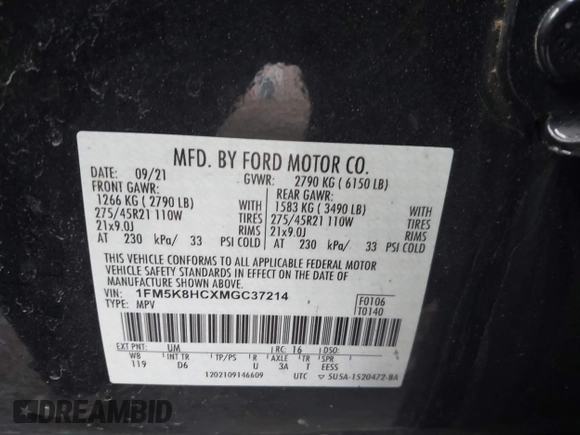 MFD. BY FORD MOTOR CO.
DATE: 09/21 GVWR: 2790 KG ( 6150 LB)
FRONT GAWR: REAR GAWR:
1266 KG ( 2790 LB) WITH 1583 KG ( 3490 LB) WITH
275/45R21 110W TIRES 275/45R21 110W TIRES
21x9.0J RIMS 21x9.0J RIMS
AT 230 kPa/ 33 PSI COLD AT 230 kPa/ 33 PSI COLD
THIS VEHICLE CONFORMS TO ALL APPLICABLE FEDERAL MOTOR
VEHICLE SAFETY STANDARDS IN EFFECT ON THE DATE OF
MANUFACTURE SHOWN ABOVE.
VIN: 1FM5K8HCXMGC37214 F0106
TYPE: MPV T0140
EXT PNT: UM RC: 16 DSO:
WB INT TR TP/PS R AXLE TR SPR
119 D6 U 3A T EESS
1202109146609 UTC SU5A-1520472-BA
DREAMBID